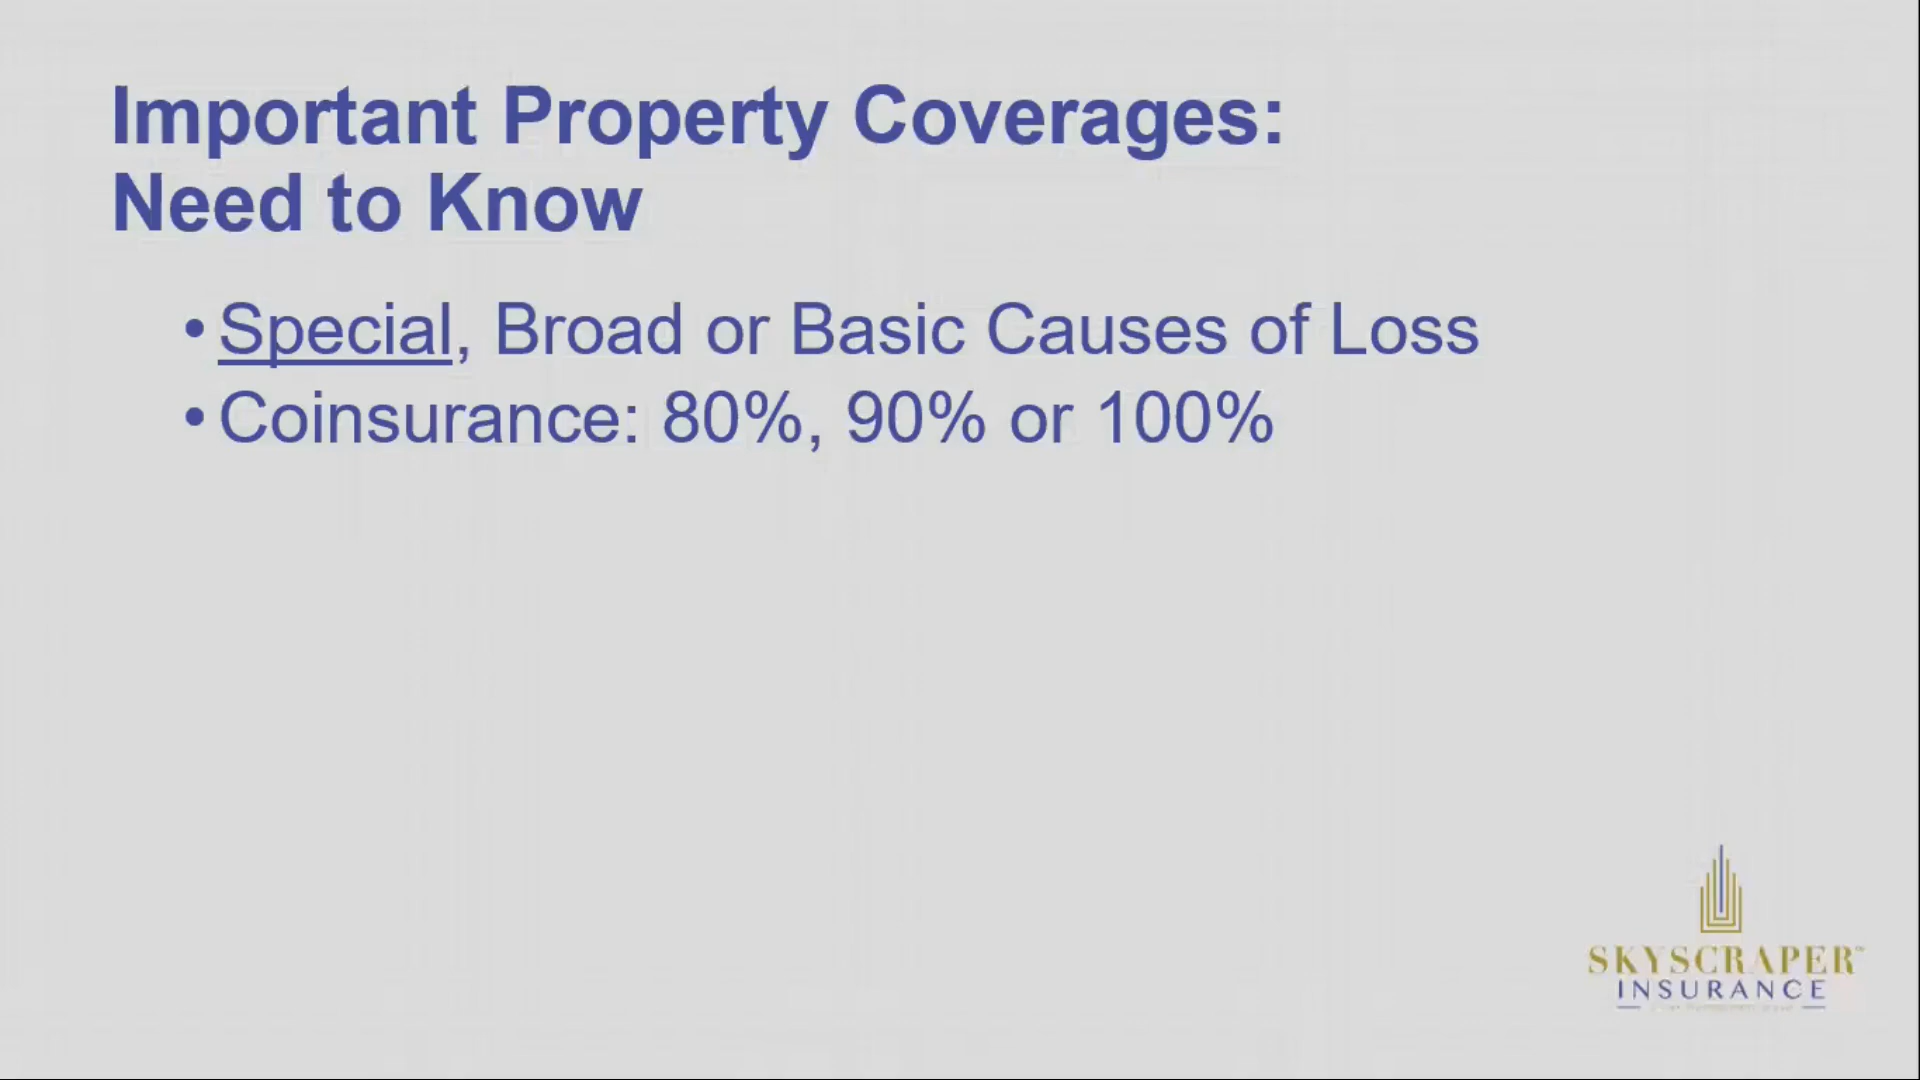 Important Property Coverages:
Need to Know
• Special, Broad or Basic Causes of Loss
• Coinsurance: 80%, 90% or 100%
SKYSCRAPER™
INSURANCE